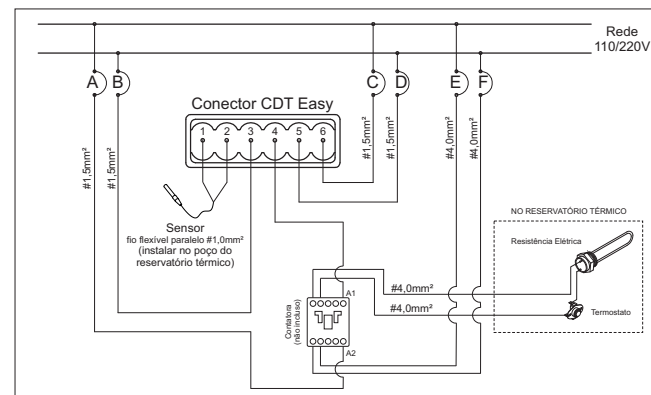 Rede
110/220V
A
B
C
D
E
F
Conector CDT Easy
1 2 3 4 5 6
#1,5mm²
#1,5mm²
#1,5mm²
#1,5mm²
#4,0mm²
#4,0mm²
Sensor
fio flexível paralelo #1,0mm²
(instalar no poço do
reservatório térmico)
NO RESERVATÓRIO TÉRMICO
Resistência Elétrica
Termostato
#4,0mm²
#4,0mm²
A1
Contatora
(não incluso)
A2